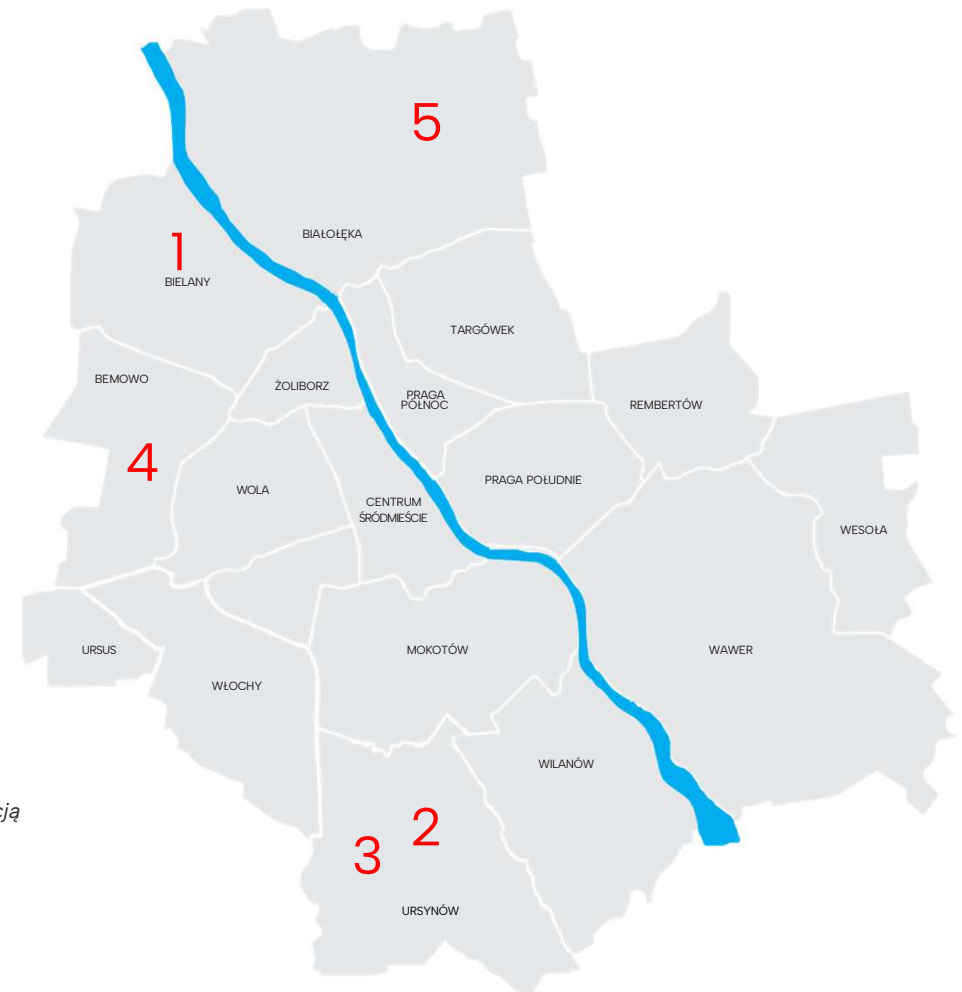 5
BIAŁOŁĘKA
1
BIELANY
TARGÓWEK
BEMOWO
ŻOLIBORZ
PRAGA
PÓŁNOC
REMBERTÓW
4
WOLA
PRAGA POŁUDNIE
CENTRUM
ŚRÓDMIEŚCIE
WESOŁA
URSUS
MOKOTÓW
WAWER
WŁOCHY
WILANÓW
cją
2
3
URSYNÓW